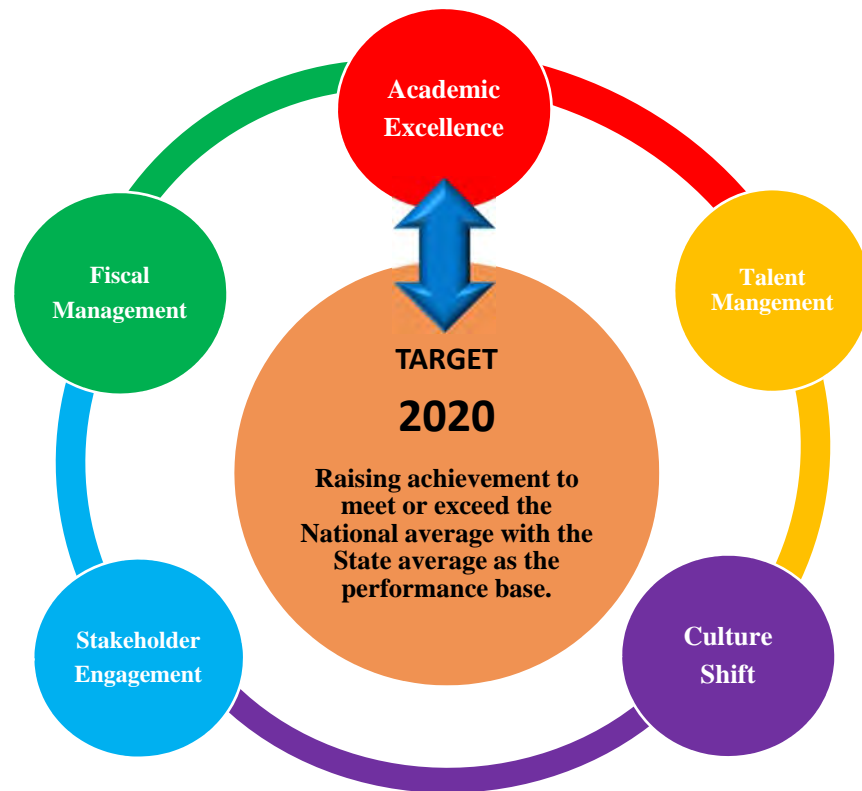 Academic
Excellence
Fiscal
Management
Talent
Mangement
TARGET
2020
Raising achievement to
meet or exceed the
National average with the
State average as the
performance base.
Stakeholder
Engagement
Culture
Shift